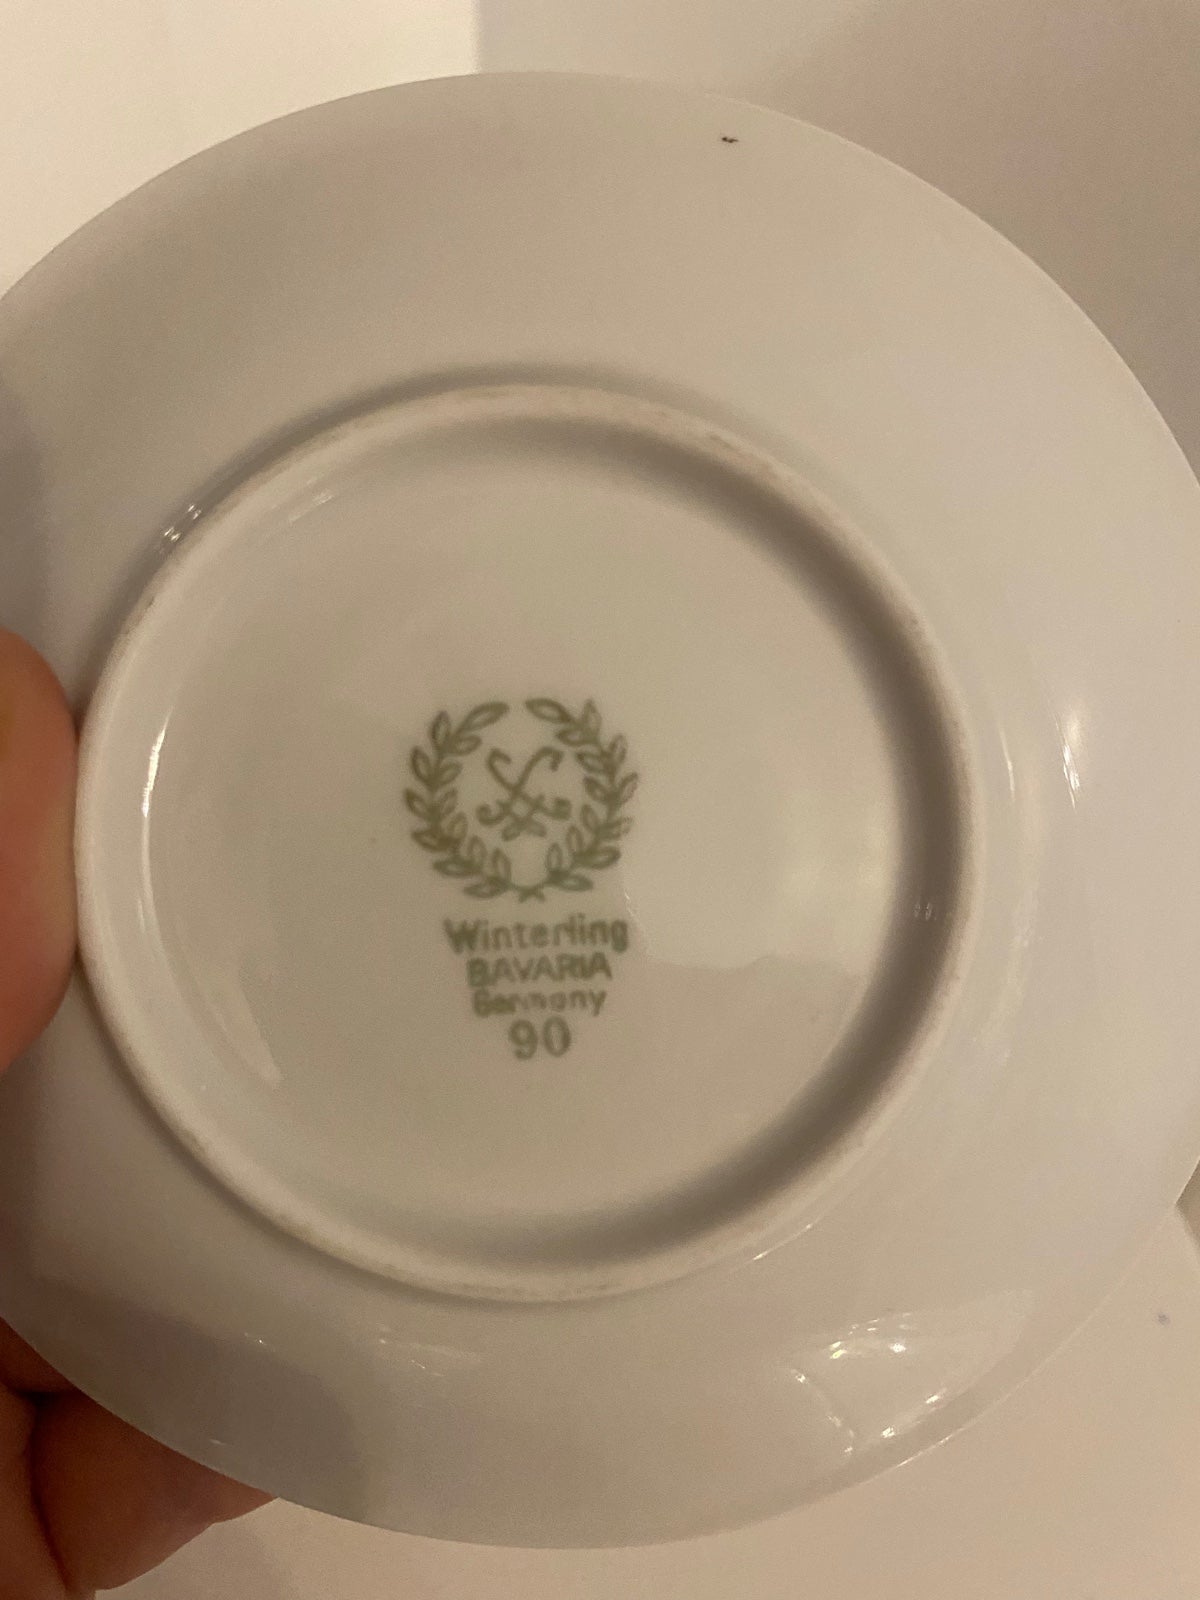 Winterling
BAVARIA
Germany
90